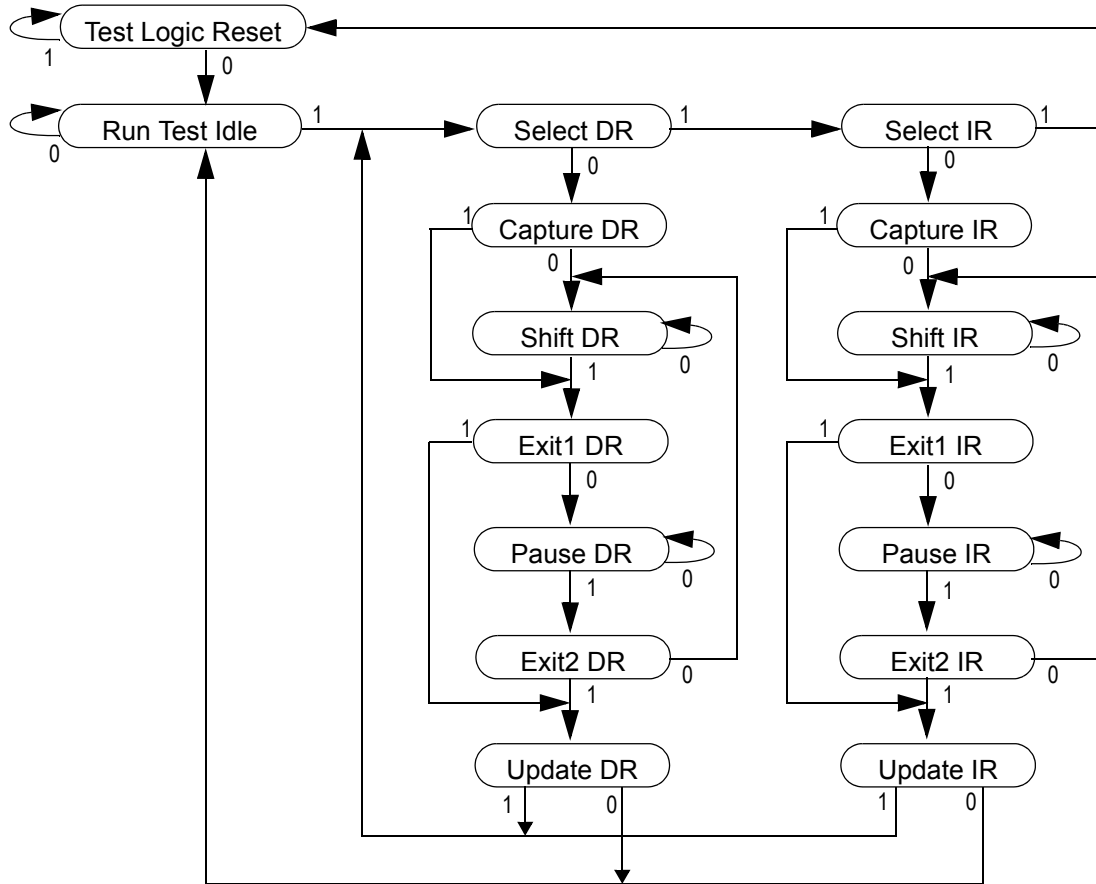 Test Logic Reset
1
0
Run Test Idle
1
0
Select DR
1
0
Select IR
1
0
1
Capture DR
0
1
Capture IR
0
Shift DR
0
1
Shift IR
0
1
1
Exit1 DR
0
1
Exit1 IR
0
Pause DR
0
1
Pause IR
0
1
Exit2 DR
0
1
Exit2 IR
0
1
Update DR
1
0
Update IR
1
0